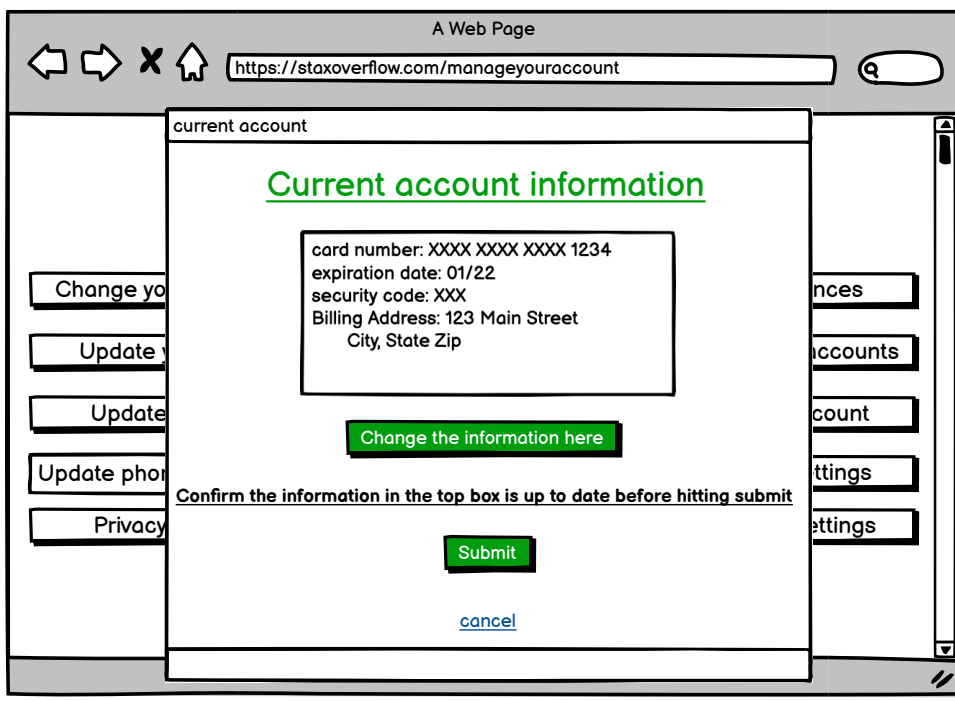 A Web Page
https://staxoverflow.com/manageyouraccount
current account
Current account information
card number: XXXX XXXX XXXX 1234
expiration date: 01/22
security code: XXX
Billing Address: 123 Main Street
City, State Zip
Change the information here
Confirm the information in the top box is up to date before hitting submit
Submit
cancel
Change yo
Update
Update
Update phor
Privacy
nces
accounts
count
ttings
ettings